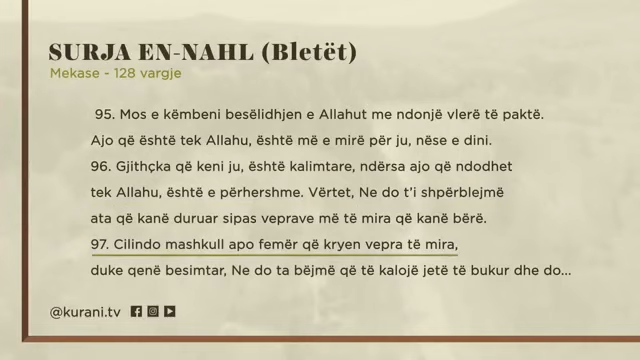 SURJA EN-NAHL (Bletët)
Mekase - 128 vargje
95. Mos e këmbeni besëlidhjen e Allahut me ndonjë vlerë të paktë.
Ajo që është tek Allahu, është më e mirë për ju, nëse e dini.
96. Gjithçka që keni ju, është kalimtare, ndërsa ajo që ndodhet
tek Allahu, është e përhershme. Vërtet, Ne do t’i shpërblejmë
ata që kanë duruar sipas veprave më të mira që kanë bërë.
97. Cilindo mashkull apo femër që kryen vepra të mira,
duke qenë besimtar, Ne do ta bëjmë që të kalojë jetë të bukur dhe do...
@kurani.tv